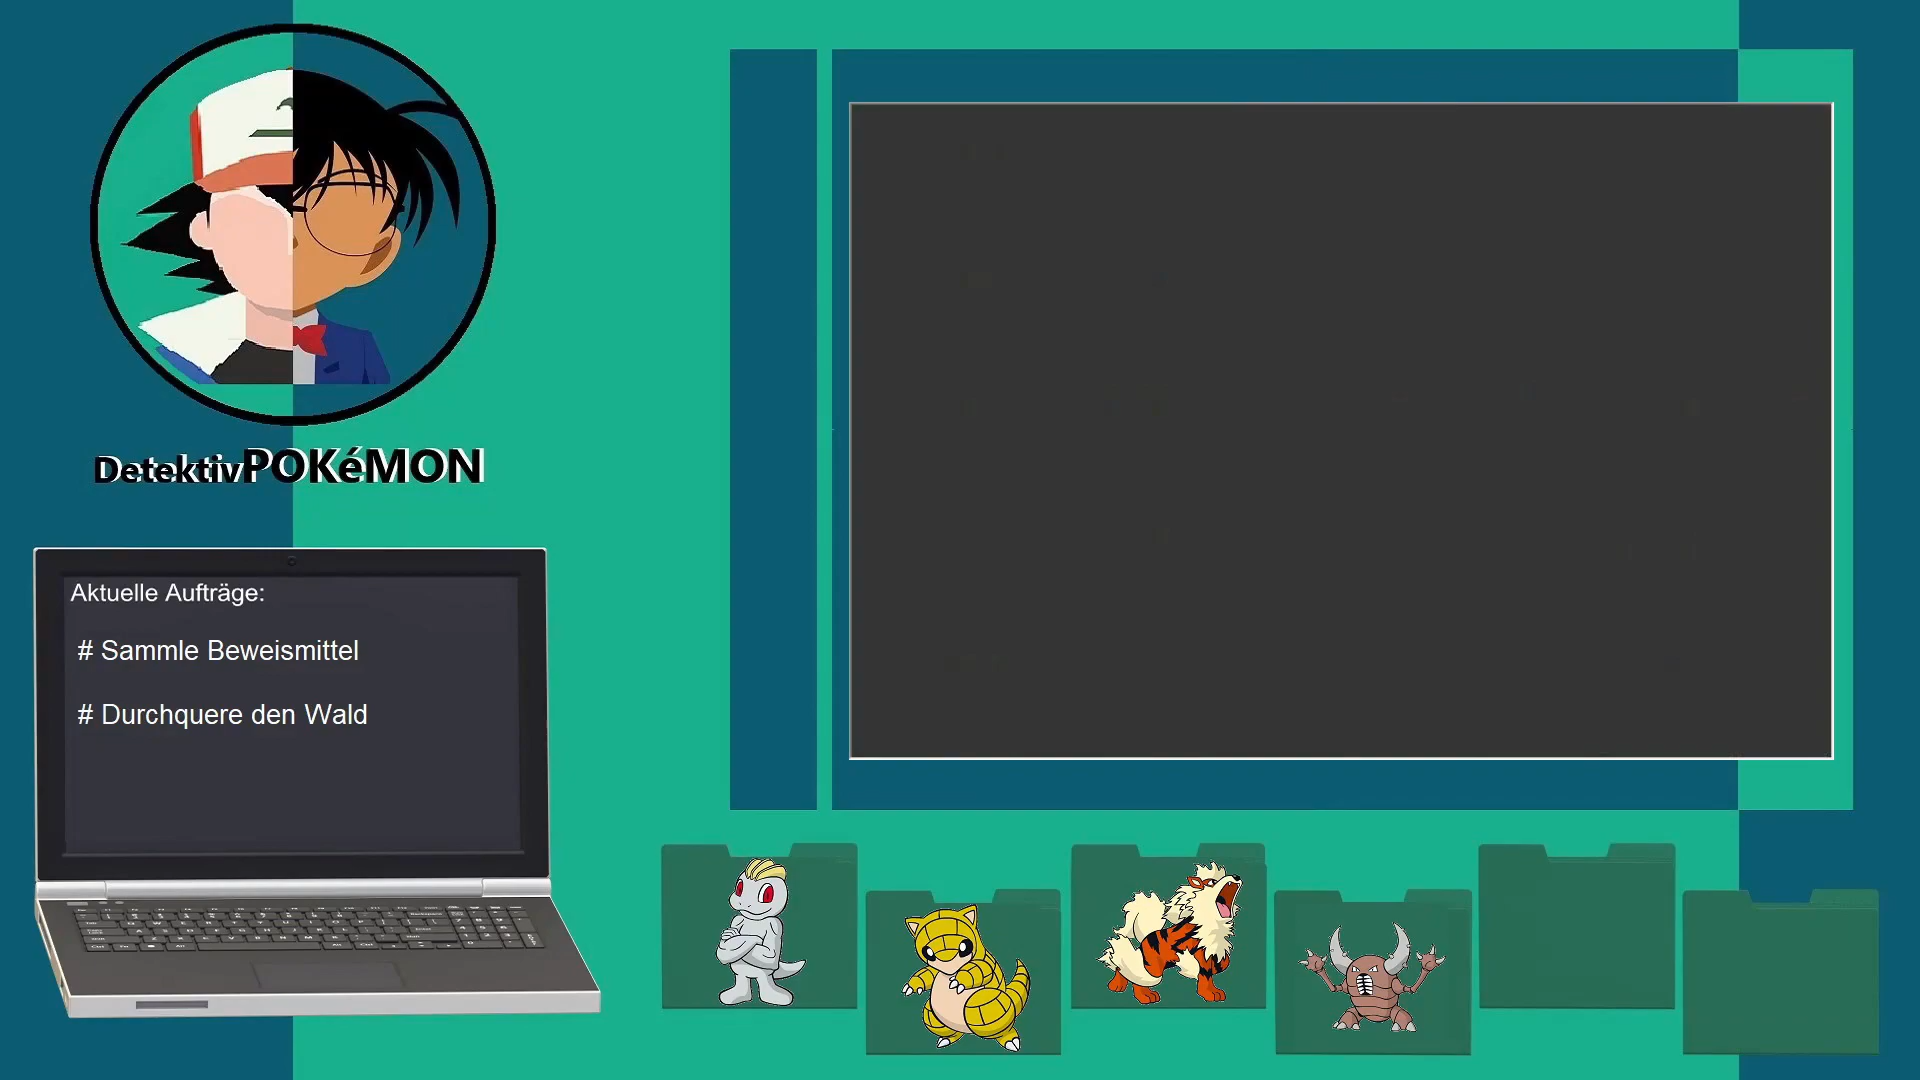 DetektivPOKéMON
Aktuelle Aufträge:
# Sammle Beweismittel
# Durchquere den Wald